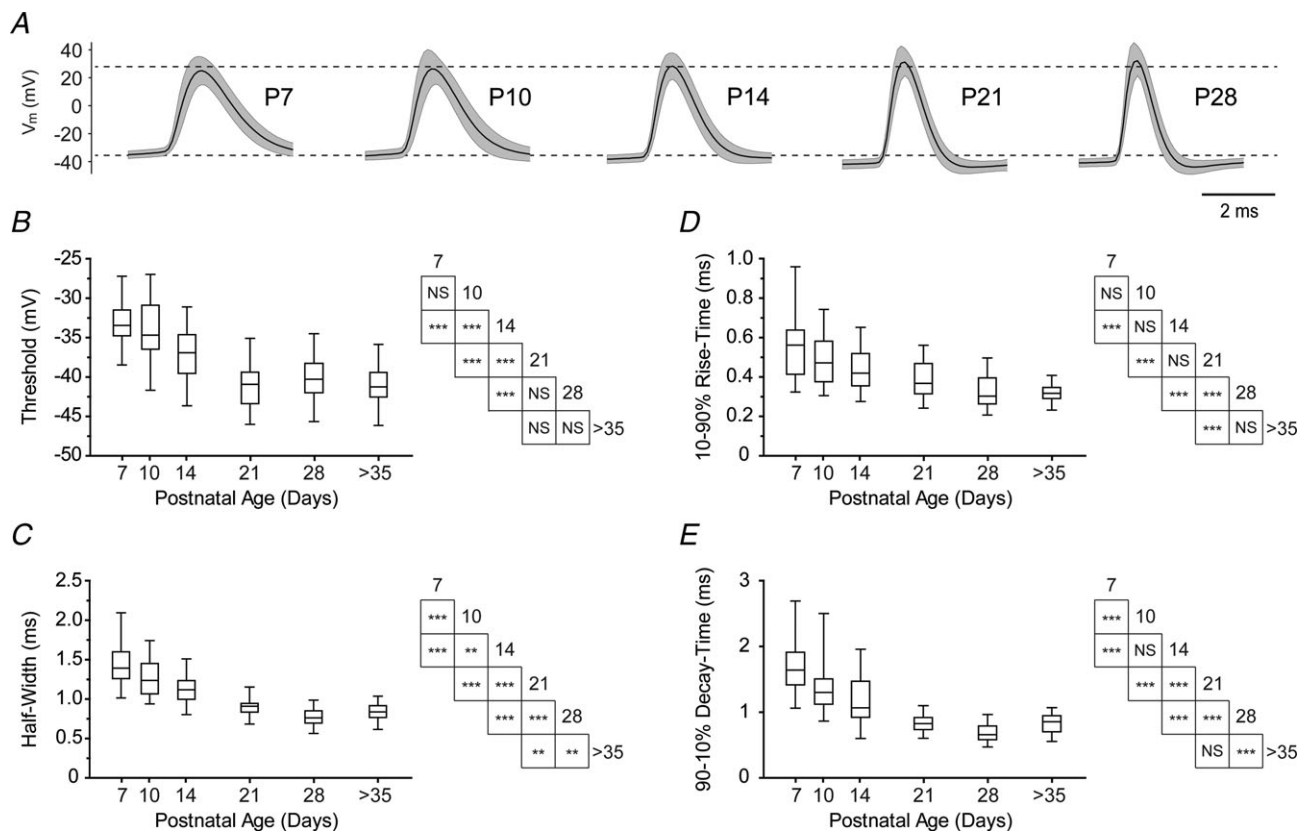 A
40
20
0
-20
-40
Vm (mV)
P7
P10
P14
P21
P28
2 ms
B
-25
-30
-35
-40
-45
-50
Threshold (mV)
7 10 14 21 28 >35
Postnatal Age (Days)
7
NS 10
*** *** 14
*** *** 21
*** NS 28
NS NS >35
D
1.0
0.8
0.6
0.4
0.2
0
10-90% Rise-Time (ms)
7 10 14 21 28 >35
Postnatal Age (Days)
7
NS 10
*** NS 14
*** NS 21
*** *** 28
*** NS >35
C
2.5
2.0
1.5
1.0
0.5
0
Half-Width (ms)
7 10 14 21 28 >35
Postnatal Age (Days)
7
*** 10
*** ** 14
*** *** 21
*** *** 28
** ** >35
E
3
2
1
0
90-10% Decay-Time (ms)
7 10 14 21 28 >35
Postnatal Age (Days)
7
*** 10
*** NS 14
*** *** 21
*** *** 28
NS *** >35